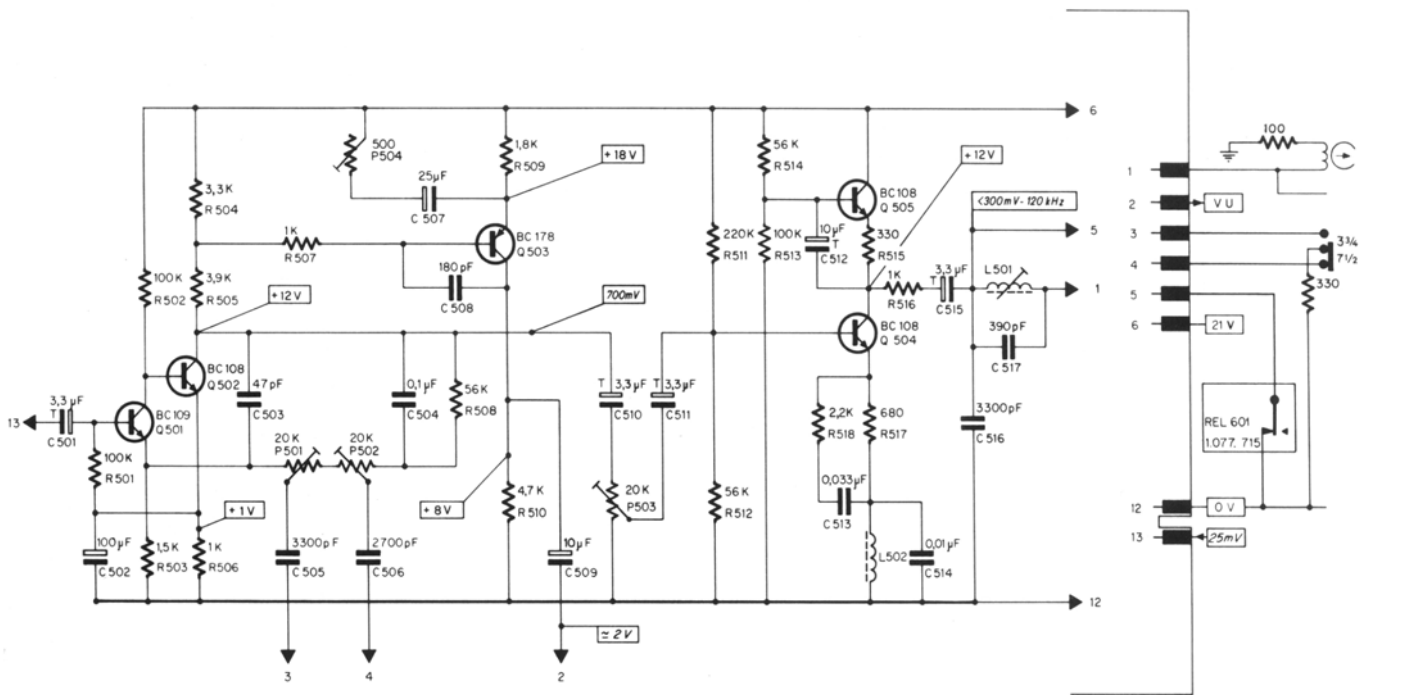 500
P504
1,8K
R509
+18V
56K
R514
+12V
6
100
1
3,3K
R504
25µF
C507
BC108
Q505
<300mV-120kHz
2
VU
1K
R507
BC178
Q503
220K
R511
100K
R513
10µF
T
C512
330
R515
5
3
3¾
7½
4
100K
R502
3,9K
R505
180pF
C508
1K
R516
T
3,3µF
C515
L501
1
5
330
+12V
700mV
BC108
Q504
390pF
C517
6
21V
BC108
Q502
47pF
C503
0,1µF
C504
56K
R508
T
3,3µF
C510
T
3,3µF
C511
13
3,3µF
T
C501
BC109
Q501
2,2K
R518
680
R517
3300pF
C516
REL 601
1.077. 715
100K
R501
20K
P501
20K
P502
+8V
4,7K
R510
20K
P503
56K
R512
0,033µF
C513
12
0V
+1V
13
25mV
100µF
C502
1,5K
R503
1K
R506
3300pF
C505
2700pF
C506
10µF
C509
L502
0,01µF
C514
12
≃2V
3
4
2